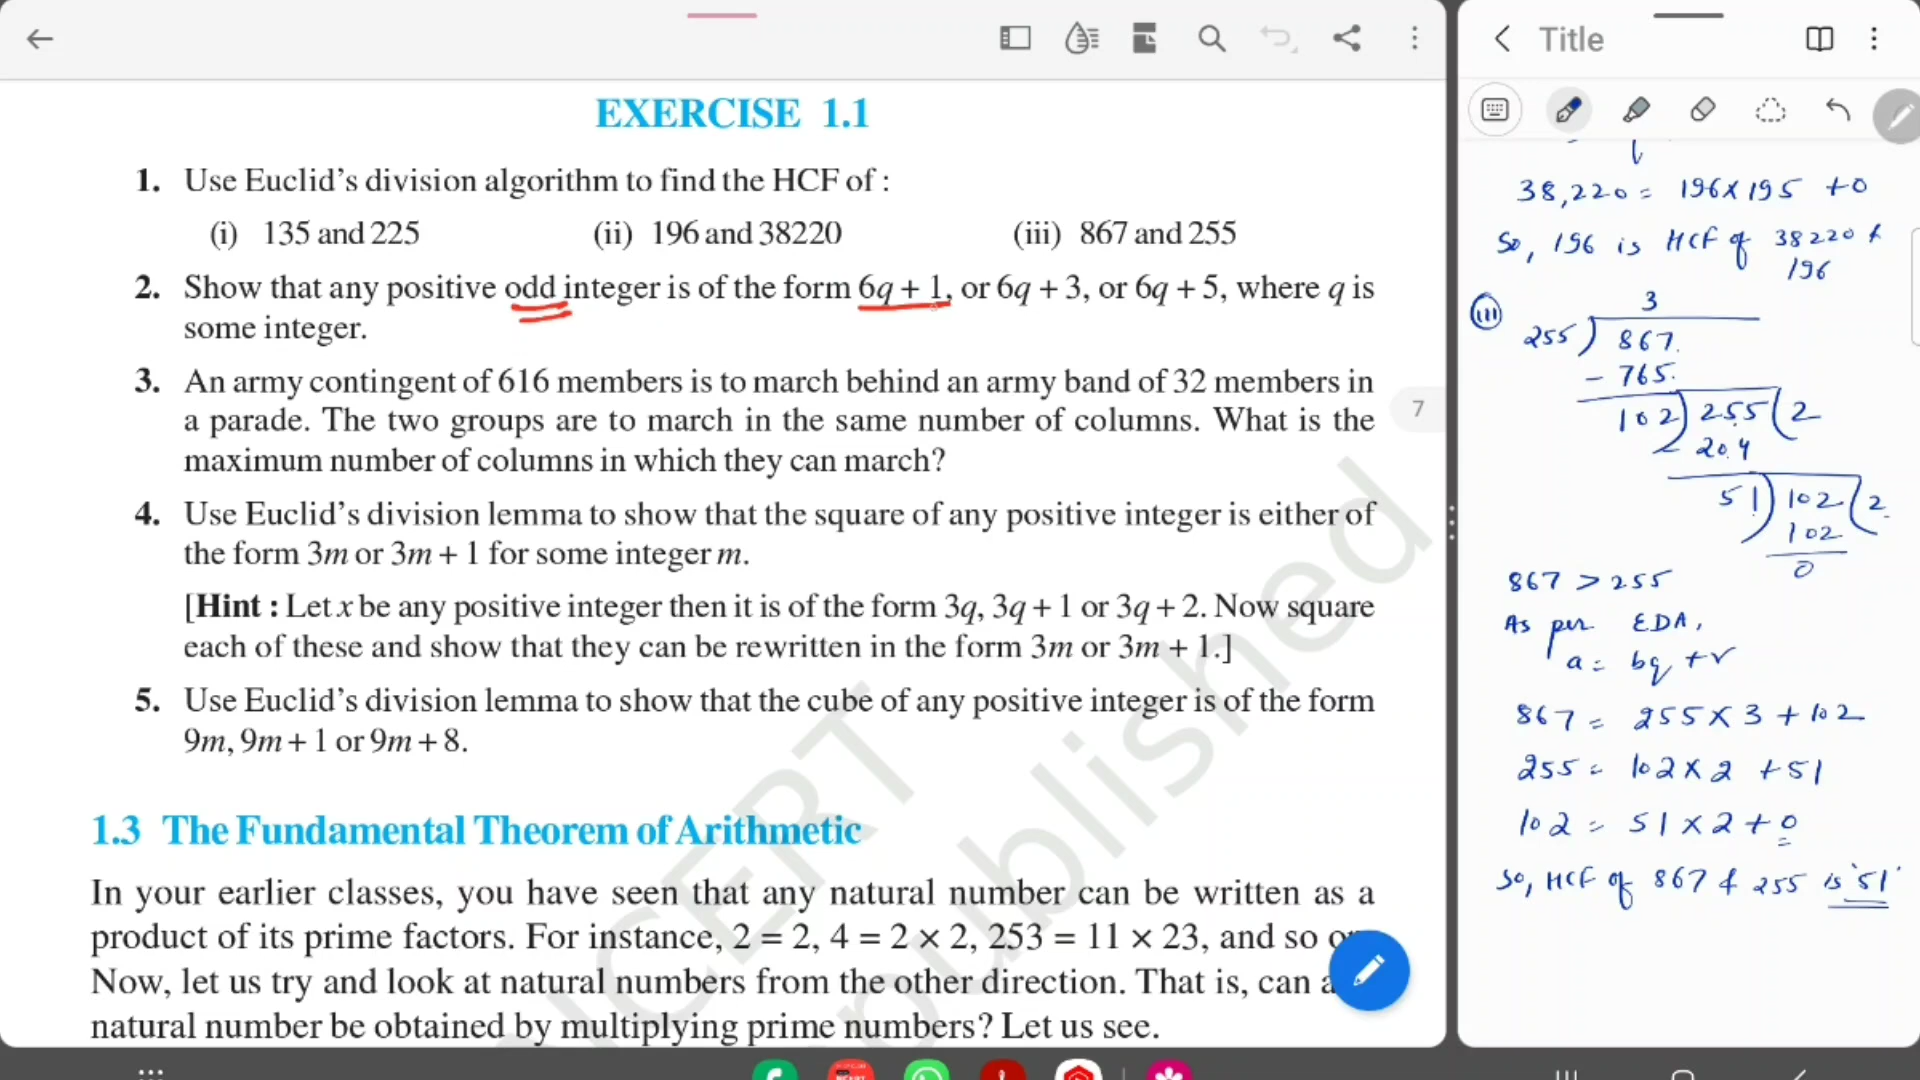 EXERCISE 1.1
1. Use Euclid’s division algorithm to find the HCF of :
(i) 135 and 225 (ii) 196 and 38220 (iii) 867 and 255
2. Show that any positive odd integer is of the form 6q + 1, or 6q + 3, or 6q + 5, where q is
some integer.
3. An army contingent of 616 members is to march behind an army band of 32 members in
a parade. The two groups are to march in the same number of columns. What is the
maximum number of columns in which they can march?
4. Use Euclid’s division lemma to show that the square of any positive integer is either of
the form 3m or 3m + 1 for some integer m.
[Hint : Let x be any positive integer then it is of the form 3q, 3q + 1 or 3q + 2. Now square
each of these and show that they can be rewritten in the form 3m or 3m + 1.]
5. Use Euclid’s division lemma to show that the cube of any positive integer is of the form
9m, 9m + 1 or 9m + 8.
1.3 The Fundamental Theorem of Arithmetic
In your earlier classes, you have seen that any natural number can be written as a
product of its prime factors. For instance, 2 = 2, 4 = 2 × 2, 253 = 11 × 23, and so
Now, let us try and look at natural numbers from the other direction. That is, can
natural number be obtained by multiplying prime numbers? Let us see.
NCERT
published
7
Title
38,220 = 196 x 195 + 0
So, 196 is HCF of 38220 &
196
(iii)
3
255 ) 867
- 765
102 ) 255 ( 2
204
51 ) 102 ( 2
102
0
867 > 255
As per EDA,
a = bq + r
867 = 255 x 3 + 102
255 = 102 x 2 + 51
102 = 51 x 2 + 0
So, HCF of 867 & 255 is '51'